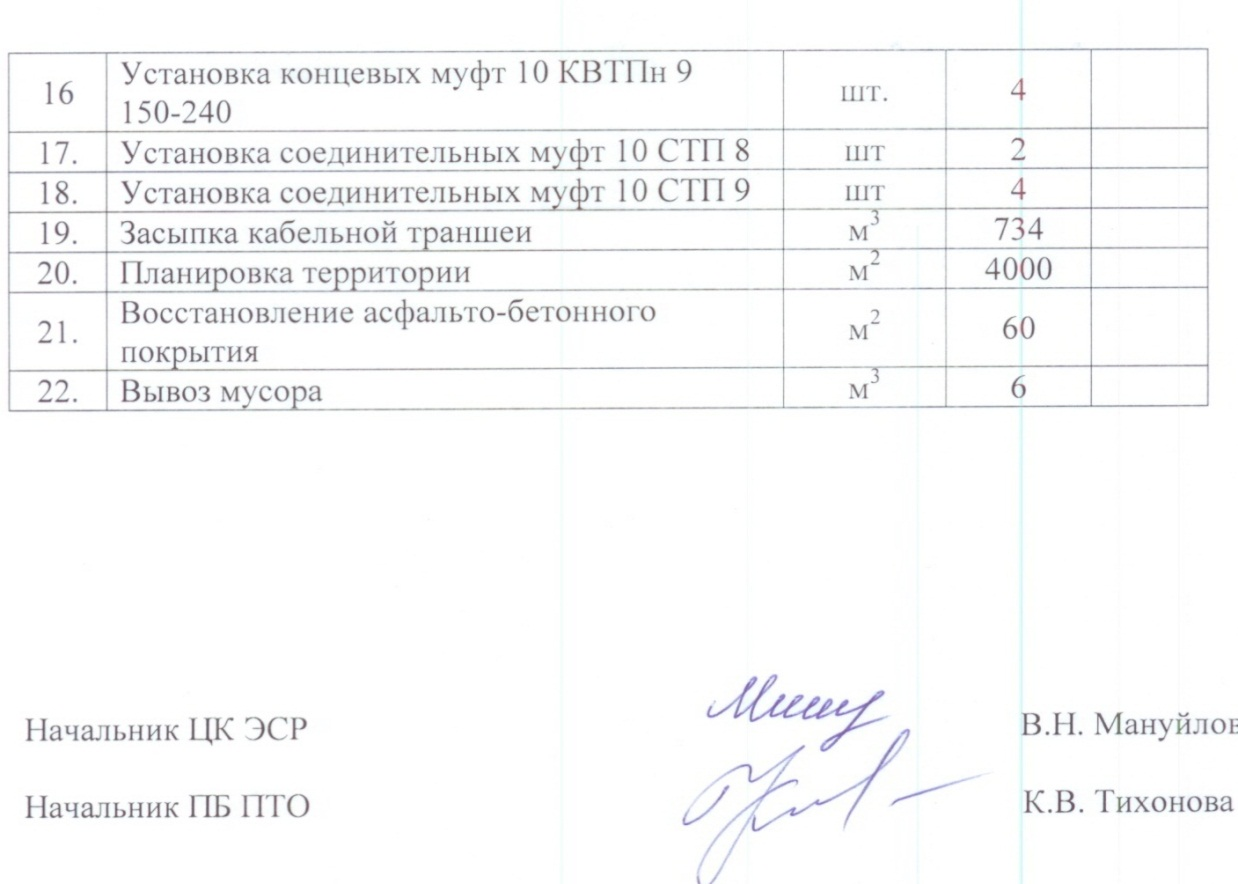 16 Установка концевых муфт 10 КВТПн 9 шт. 4
150-240
17. Установка соединительных муфт 10 СТП 8 шт 2
18. Установка соединительных муфт 10 СТП 9 шт 4
19. Засыпка кабельной траншеи м³ 734
20. Планировка территории м² 4000
21. Восстановление асфальто-бетонного м² 60
покрытия
22. Вывоз мусора м³ 6
Начальник ЦК ЭСР В.Н. Мануйлов
Начальник ПБ ПТО К.В. Тихонова